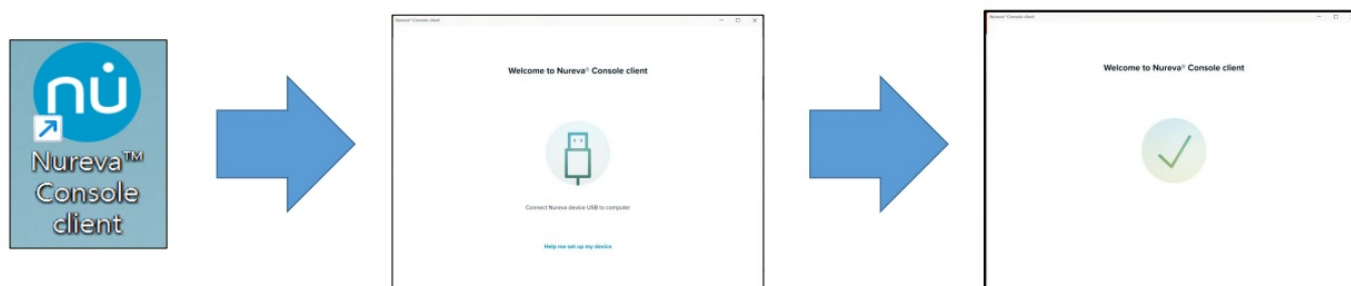 nu̇
Nureva™
Console
client
Nureva® Console client
Welcome to Nureva® Console client
Connect Nureva device USB to computer
Help me set up my device
Nureva® Console client
Welcome to Nureva® Console client